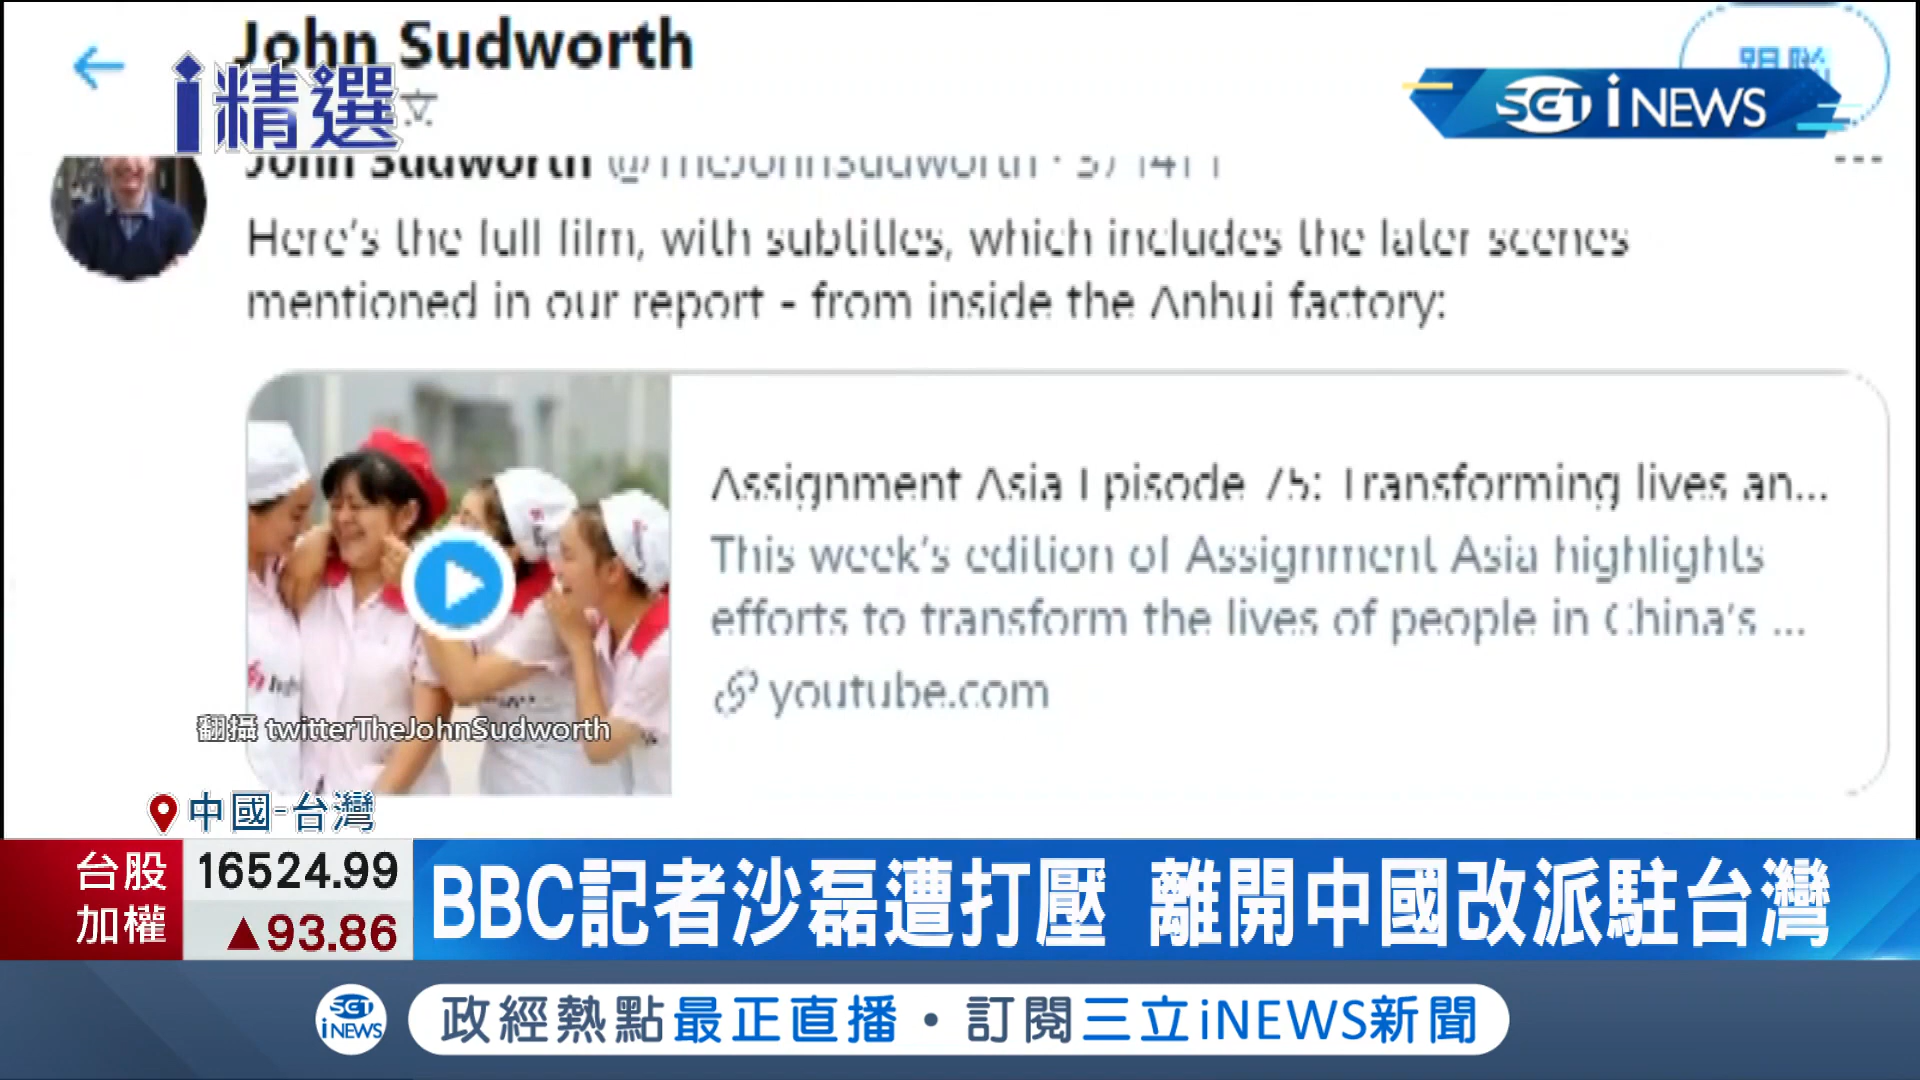 John Sudworth
i精選
SET iNEWS
John Sudworth @TheJohnSudworth
Here's the full film, with subtitles, which includes the later scenes
mentioned in our report - from inside the Anhui factory:
Assignment Asia Episode 75: Transforming lives an...
This week's edition of Assignment Asia highlights
efforts to transform the lives of people in China's ...
youtube.com
翻攝 twitterTheJohnSudworth
中國-台灣
台股
加權
16524.99
▲93.86
BBC記者沙磊遭打壓 離開中國改派駐台灣
SET iNEWS
政經熱點最正直播・訂閱三立iNEWS新聞